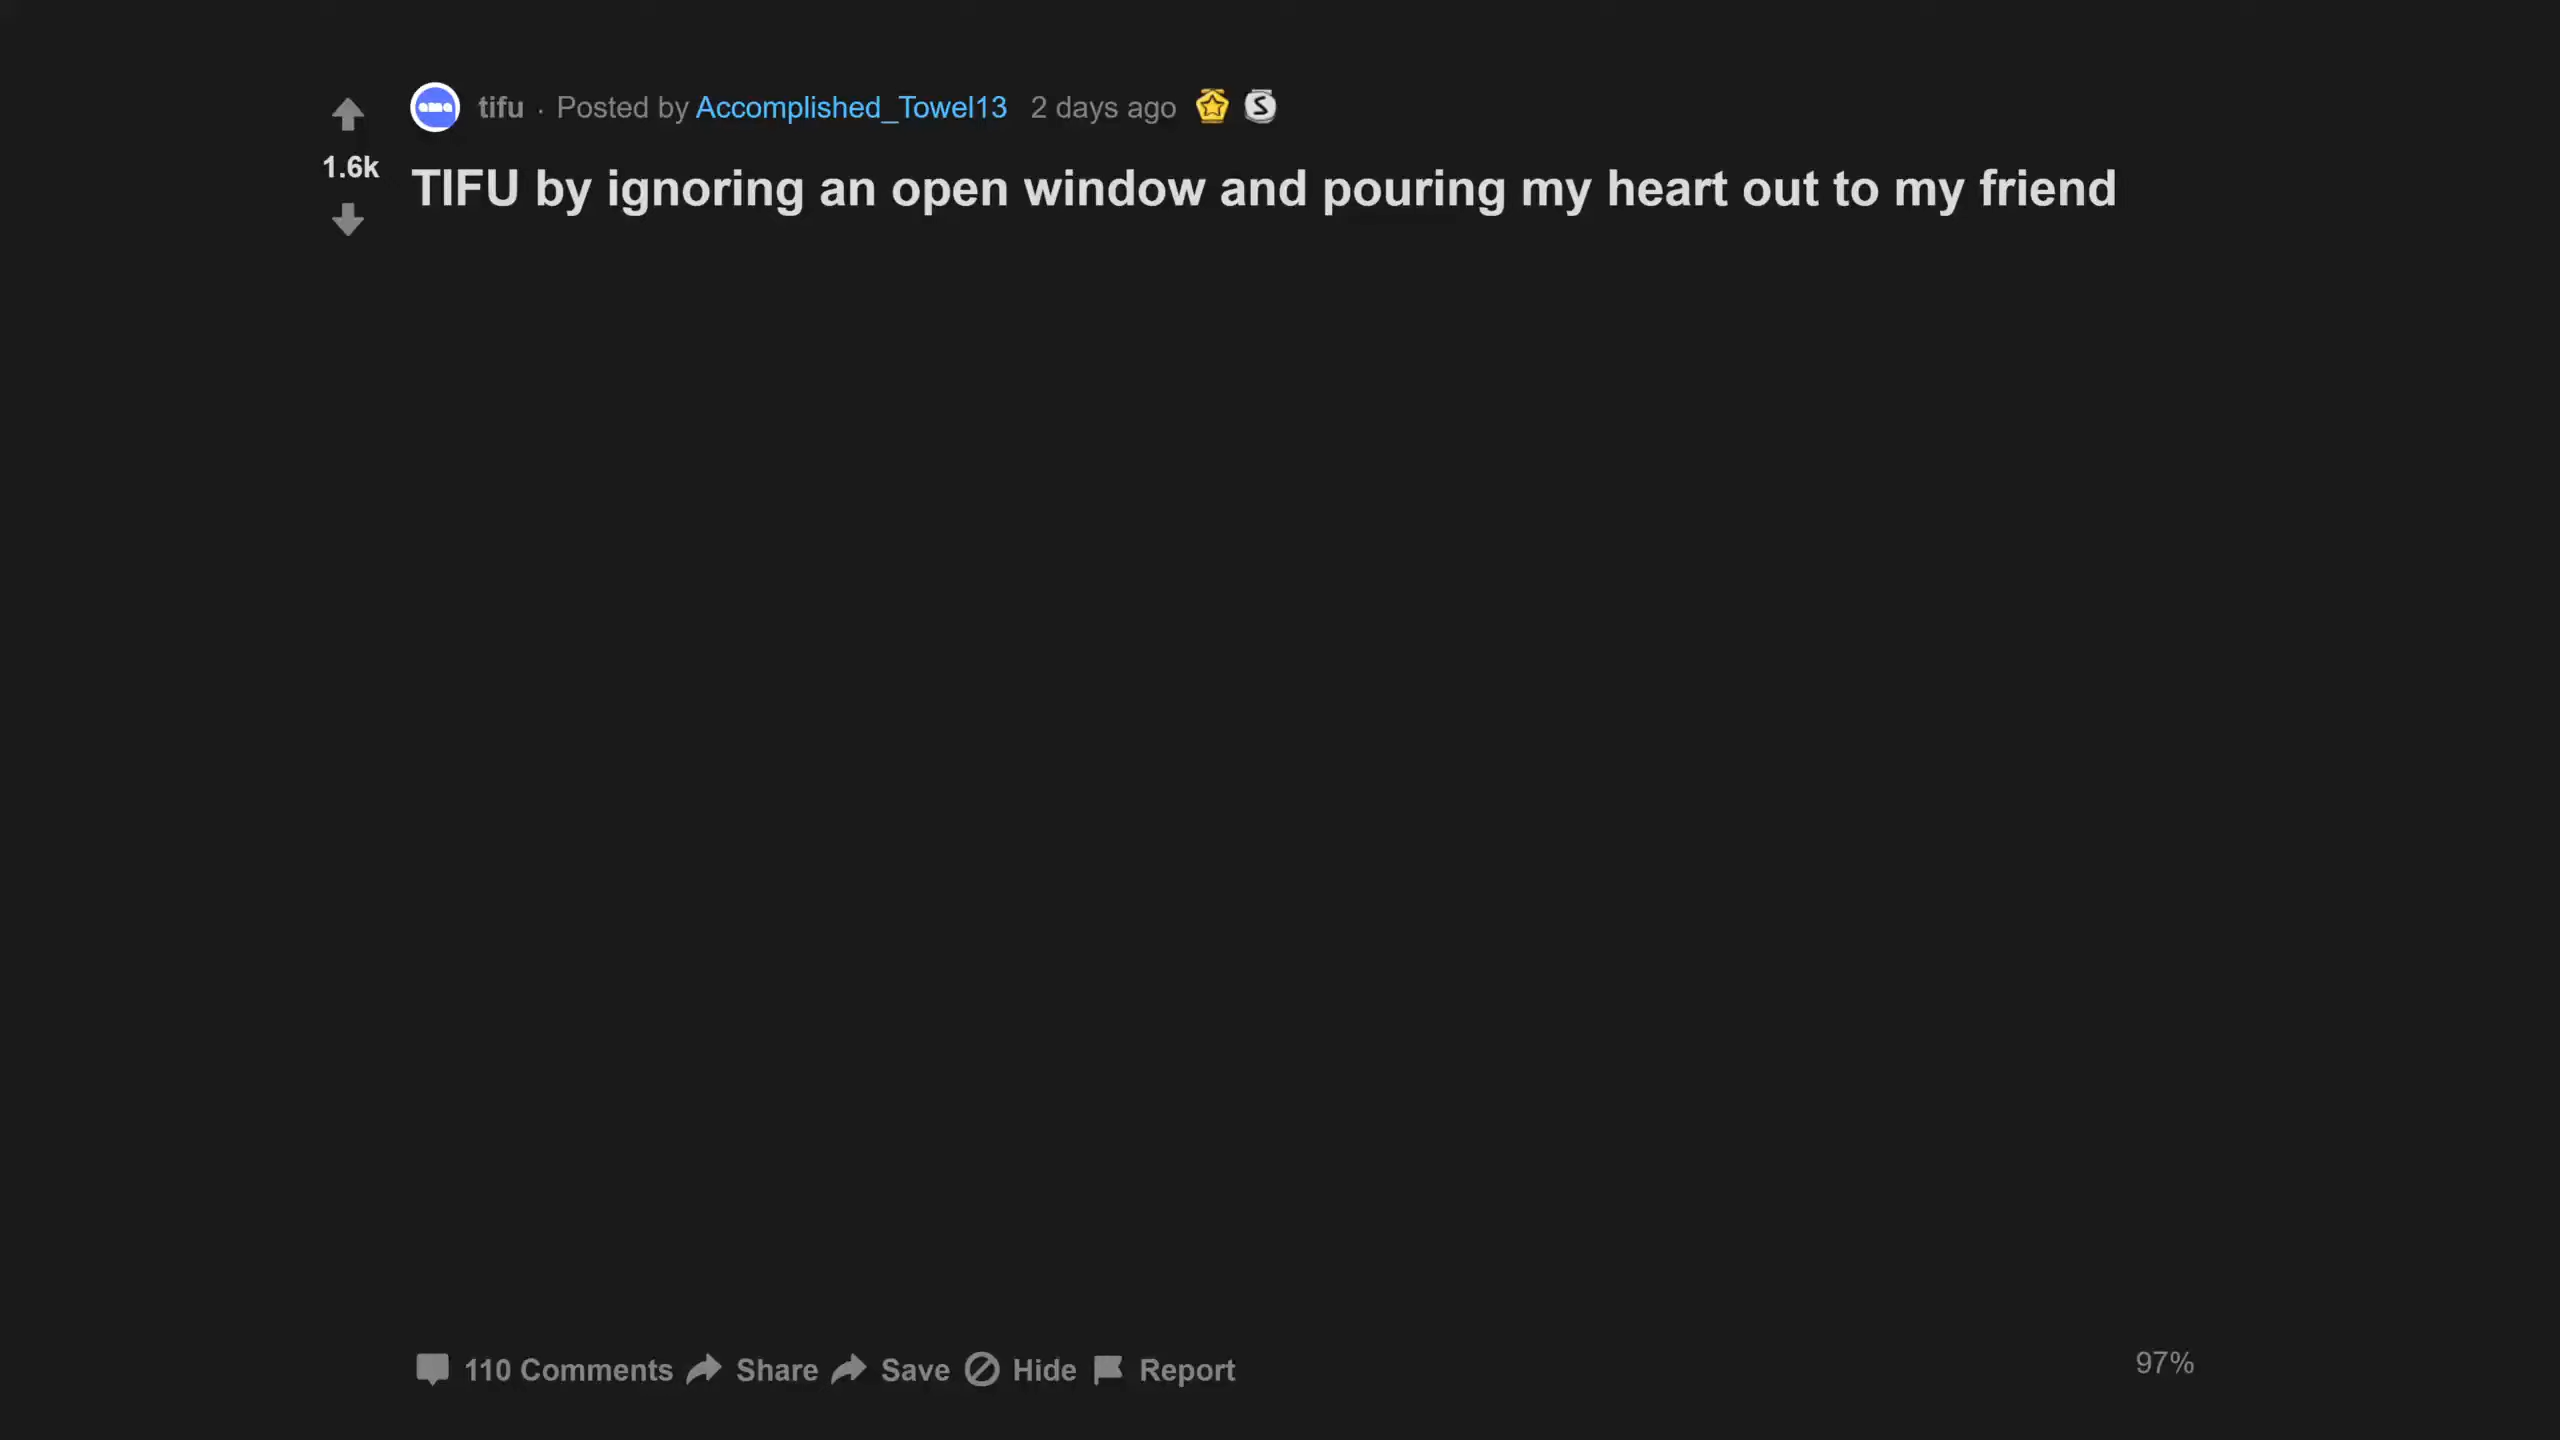 tifu · Posted by Accomplished_Towel13 2 days ago
1.6k
TIFU by ignoring an open window and pouring my heart out to my friend
110 Comments Share Save Hide Report
97%